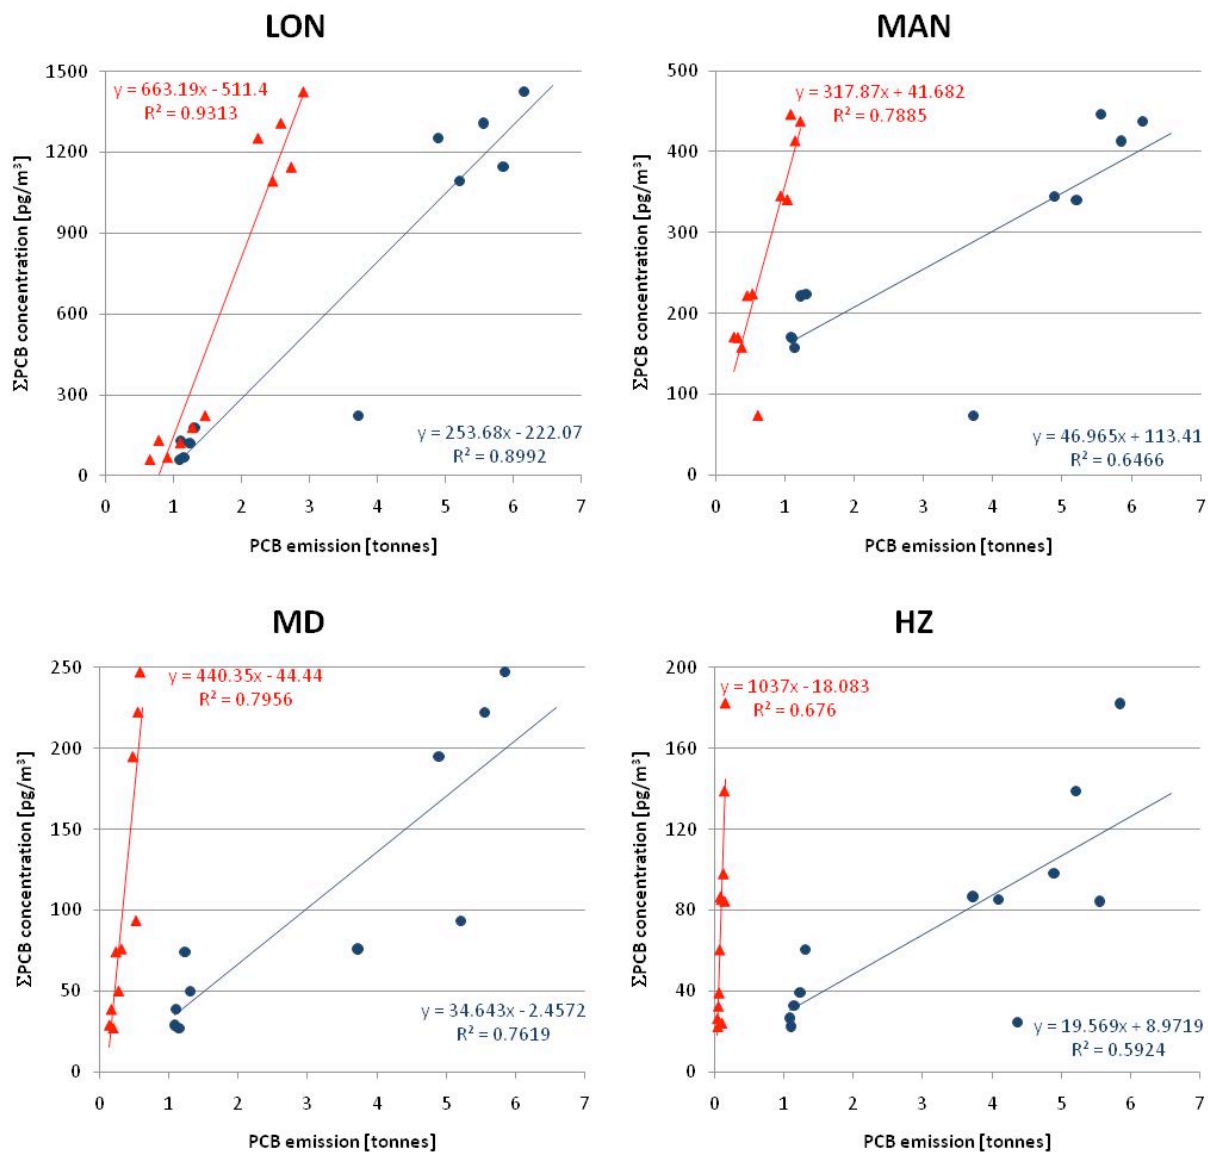 LON
1500
1200
900
600
300
0
ΣPCB concentration [pg/m³]
y = 663.19x - 511.4
R² = 0.9313
y = 253.68x - 222.07
R² = 0.8992
0 1 2 3 4 5 6 7
PCB emission [tonnes]
MAN
500
400
300
200
100
0
ΣPCB concentration [pg/m³]
y = 317.87x + 41.682
R² = 0.7885
y = 46.965x + 113.41
R² = 0.6466
0 1 2 3 4 5 6 7
PCB emission [tonnes]
MD
250
200
150
100
50
0
ΣPCB concentration [pg/m³]
y = 440.35x - 44.44
R² = 0.7956
y = 34.643x - 2.4572
R² = 0.7619
0 1 2 3 4 5 6 7
PCB emission [tonnes]
HZ
200
160
120
80
40
0
ΣPCB concentration [pg/m³]
y = 1037x - 18.083
R² = 0.676
y = 19.569x + 8.9719
R² = 0.5924
0 1 2 3 4 5 6 7
PCB emission [tonnes]